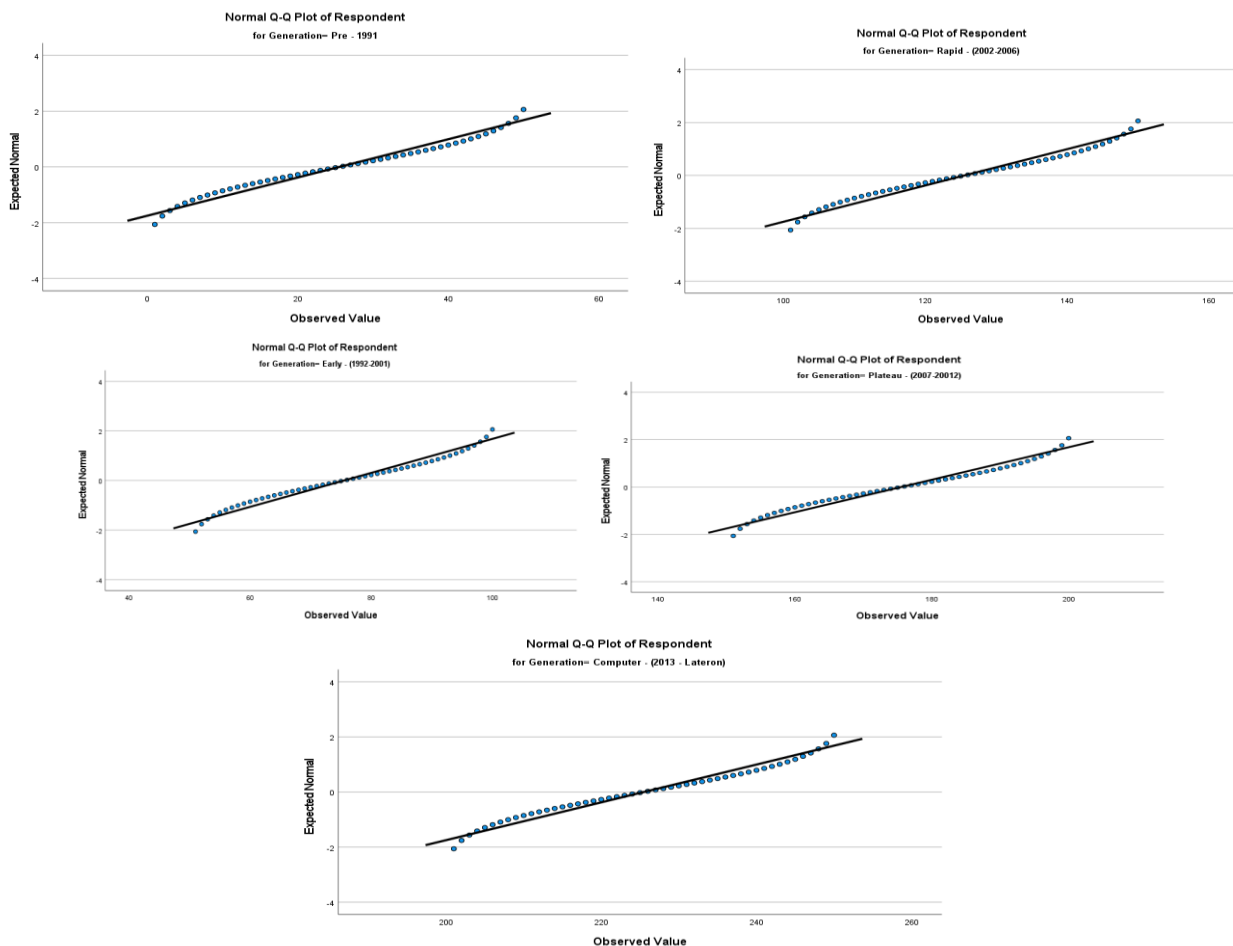 Normal Q-Q Plot of Respondent
for Generation= Pre - 1991
4
2
0
-2
-4
Expected Normal
0 20 40 60
Observed Value
Normal Q-Q Plot of Respondent
for Generation= Rapid - (2002-2006)
4
2
0
-2
-4
Expected Normal
100 120 140 160
Observed Value
Normal Q-Q Plot of Respondent
for Generation= Early - (1992-2001)
4
2
0
-2
-4
Expected Normal
40 60 80 100
Observed Value
Normal Q-Q Plot of Respondent
for Generation= Plateau - (2007-20012)
4
2
0
-2
-4
Expected Normal
140 160 180 200
Observed Value
Normal Q-Q Plot of Respondent
for Generation= Computer - (2013 - Lateron)
4
2
0
-2
-4
Expected Normal
200 220 240 260
Observed Value